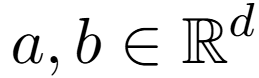 a, b ∈ ℝ^d